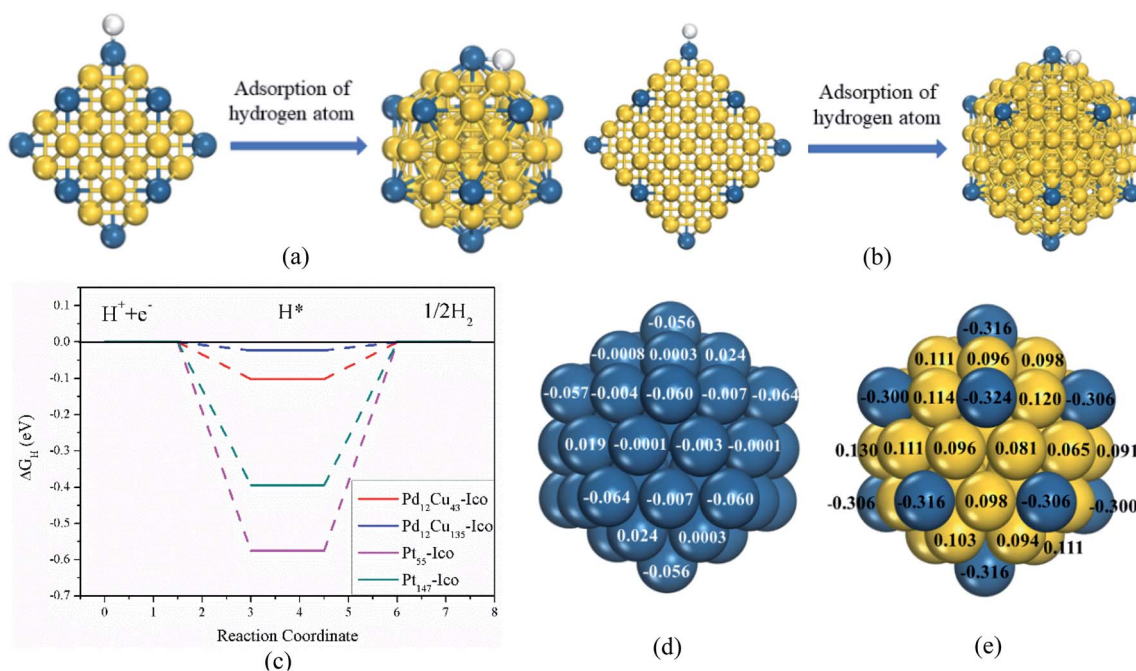 Adsorption of
hydrogen atom
(a)
Adsorption of
hydrogen atom
(b)
H⁺+e⁻ H* 1/2H₂
0.1
0.0
-0.1
-0.2
-0.3
-0.4
-0.5
-0.6
-0.7
ΔG_H (eV)
Pd₁₂Cu₄₃-Ico
Pd₁₂Cu₁₃₅-Ico
Pt₅₅-Ico
Pt₁₄₇-Ico
0 1 2 3 4 5 6 7 8
Reaction Coordinate
(c)
-0.056
-0.0008 0.0003 0.024
-0.057 -0.004 -0.060 -0.007 -0.064
0.019 -0.0001 -0.003 -0.0001
-0.064 -0.007 -0.060
0.024 0.0003
-0.056
(d)
-0.316
0.111 0.096 0.098
-0.300 0.114 -0.324 0.120 -0.306
0.130 0.111 0.096 0.081 0.065 0.091
-0.306 -0.316 0.098 -0.306 -0.300
0.103 0.094 0.111
-0.316
(e)